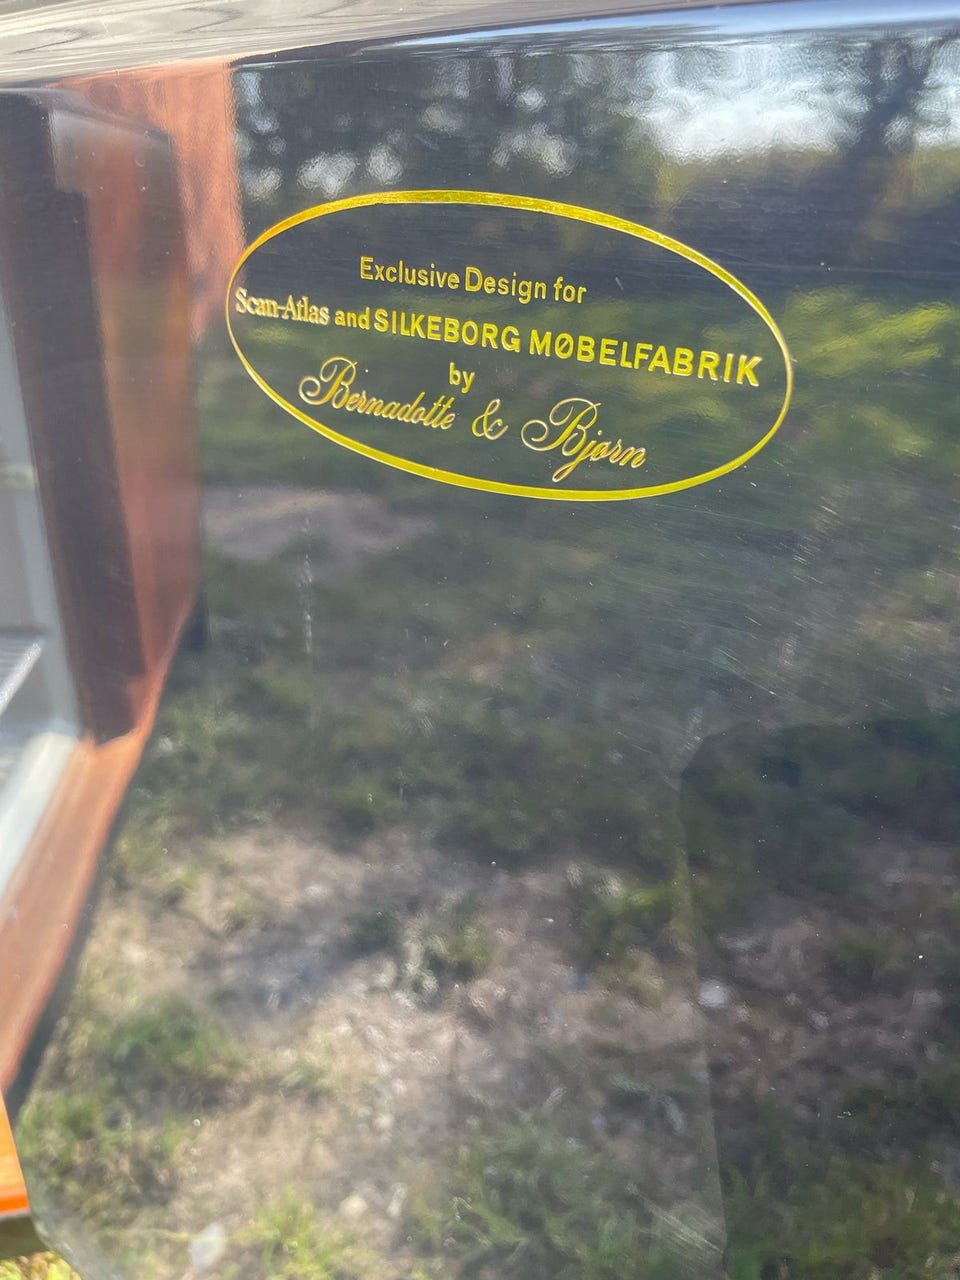 Exclusive Design for
Scan-Atlas and SILKEBORG MØBELFABRIK
by
Bernadotte & Bjørn